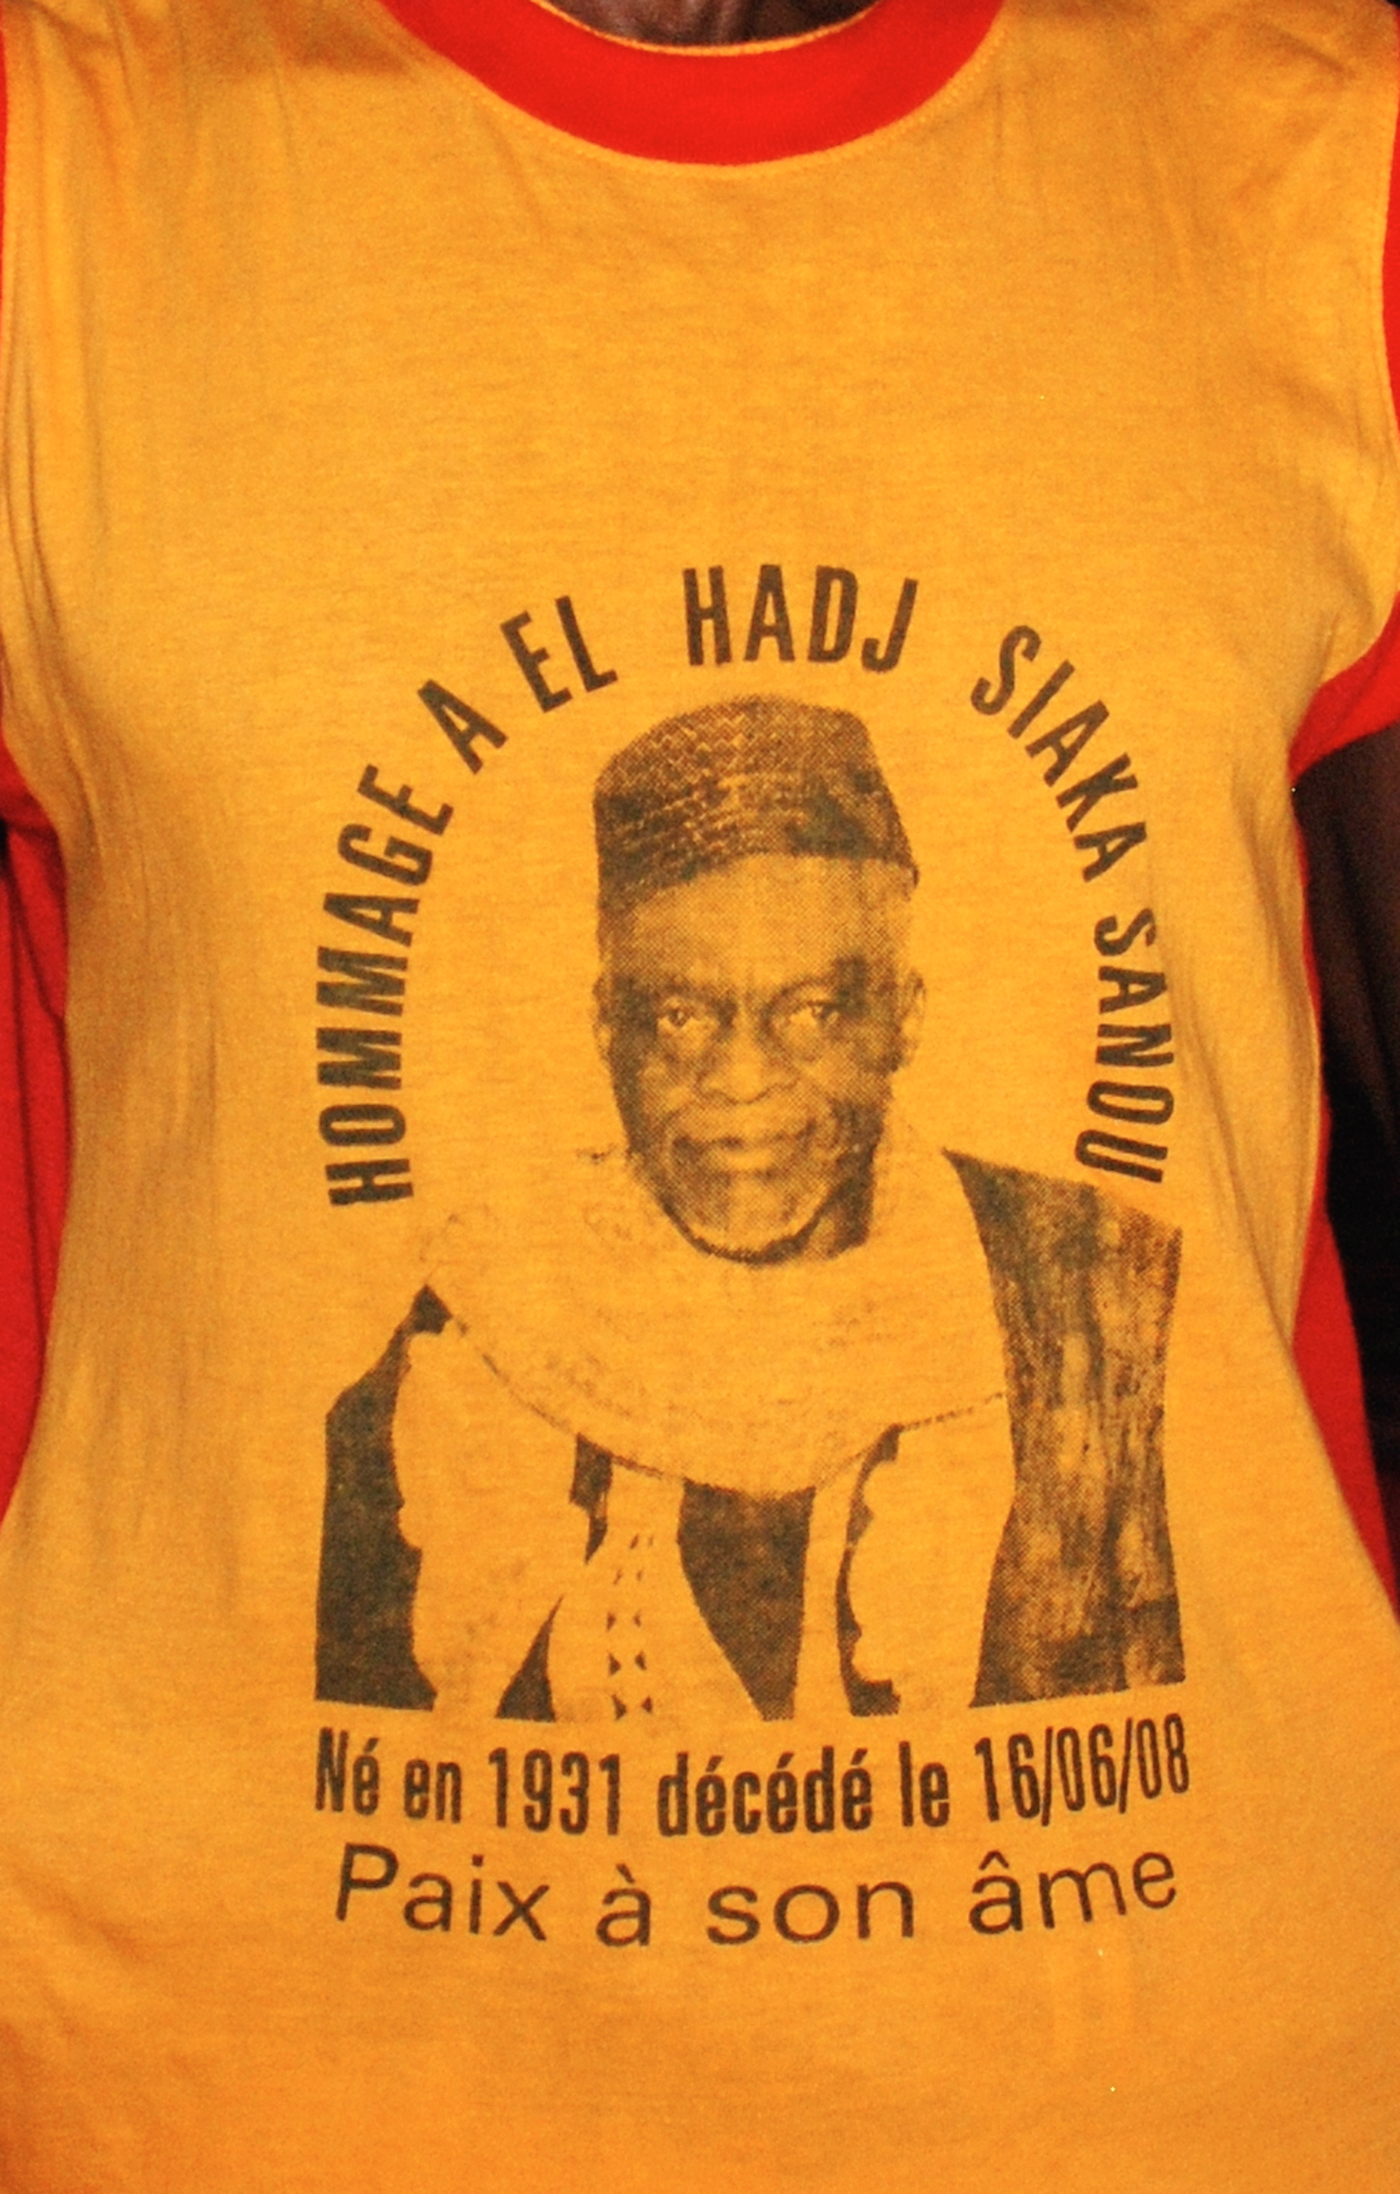 HOMMAGE A EL HADJ SIAKA SANOU
Né en 1931 décédé le 16/06/08
Paix à son âme